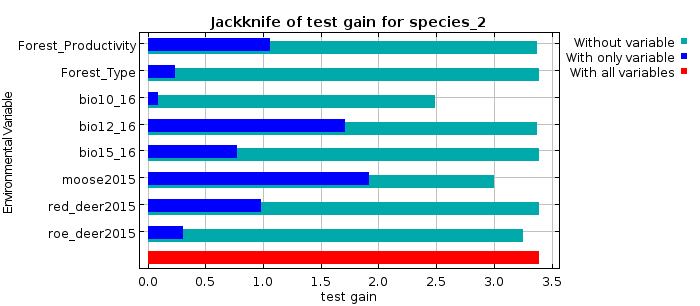 Jackknife of test gain for species_2
Forest_Productivity
Forest_Type
bio10_16
bio12_16
bio15_16
moose2015
red_deer2015
roe_deer2015
Environmental Variable
0.0 0.5 1.0 1.5 2.0 2.5 3.0 3.5
test gain
Without variable
With only variable
With all variables